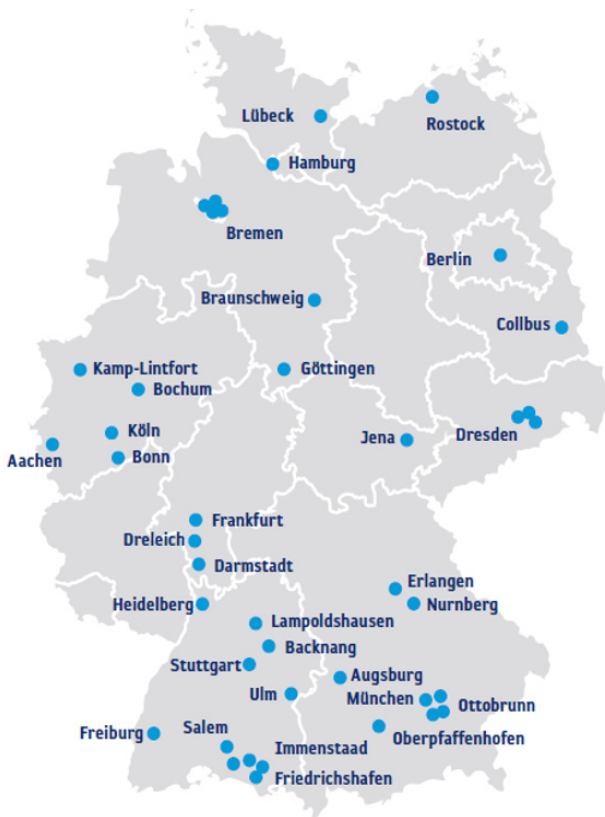 Lübeck
Rostock
Hamburg
Bremen
Berlin
Braunschweig
Collbus
Kamp-Lintfort
Göttingen
Bochum
Köln
Jena
Dresden
Aachen
Bonn
Frankfurt
Dreleich
Darmstadt
Erlangen
Heidelberg
Nurnberg
Lampoldshausen
Backnang
Stuttgart
Augsburg
Ulm
München
Ottobrunn
Freiburg
Salem
Oberpfaffenhofen
Immenstaad
Friedrichshafen